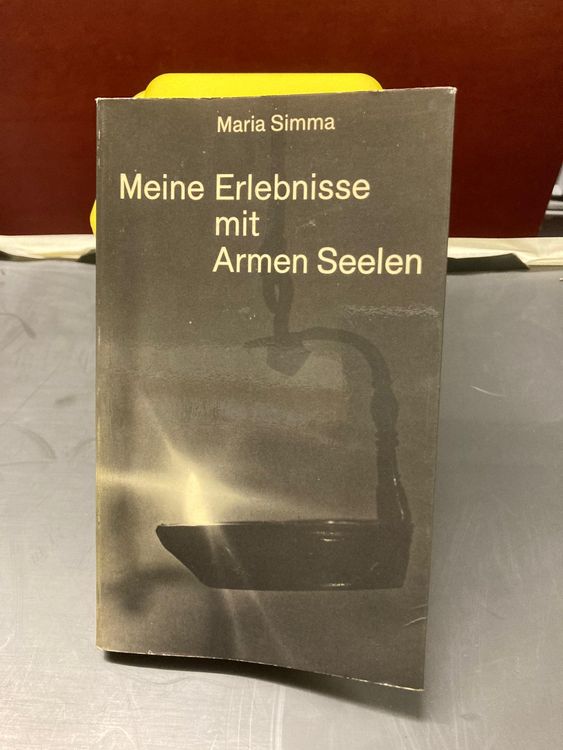 Maria Simma
Meine Erlebnisse
mit
Armen Seelen